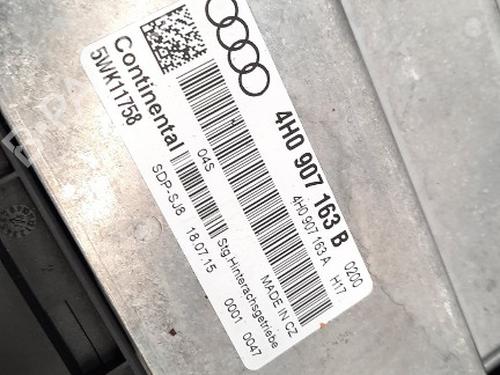 4H0 907 163 B 0200
4H0 907 163 A H17
04S
MADE IN CZ
Continental
5WK11758
Stg.Hinterachsgetriebe
SDP-SJ8 18.07.15 0001 0047